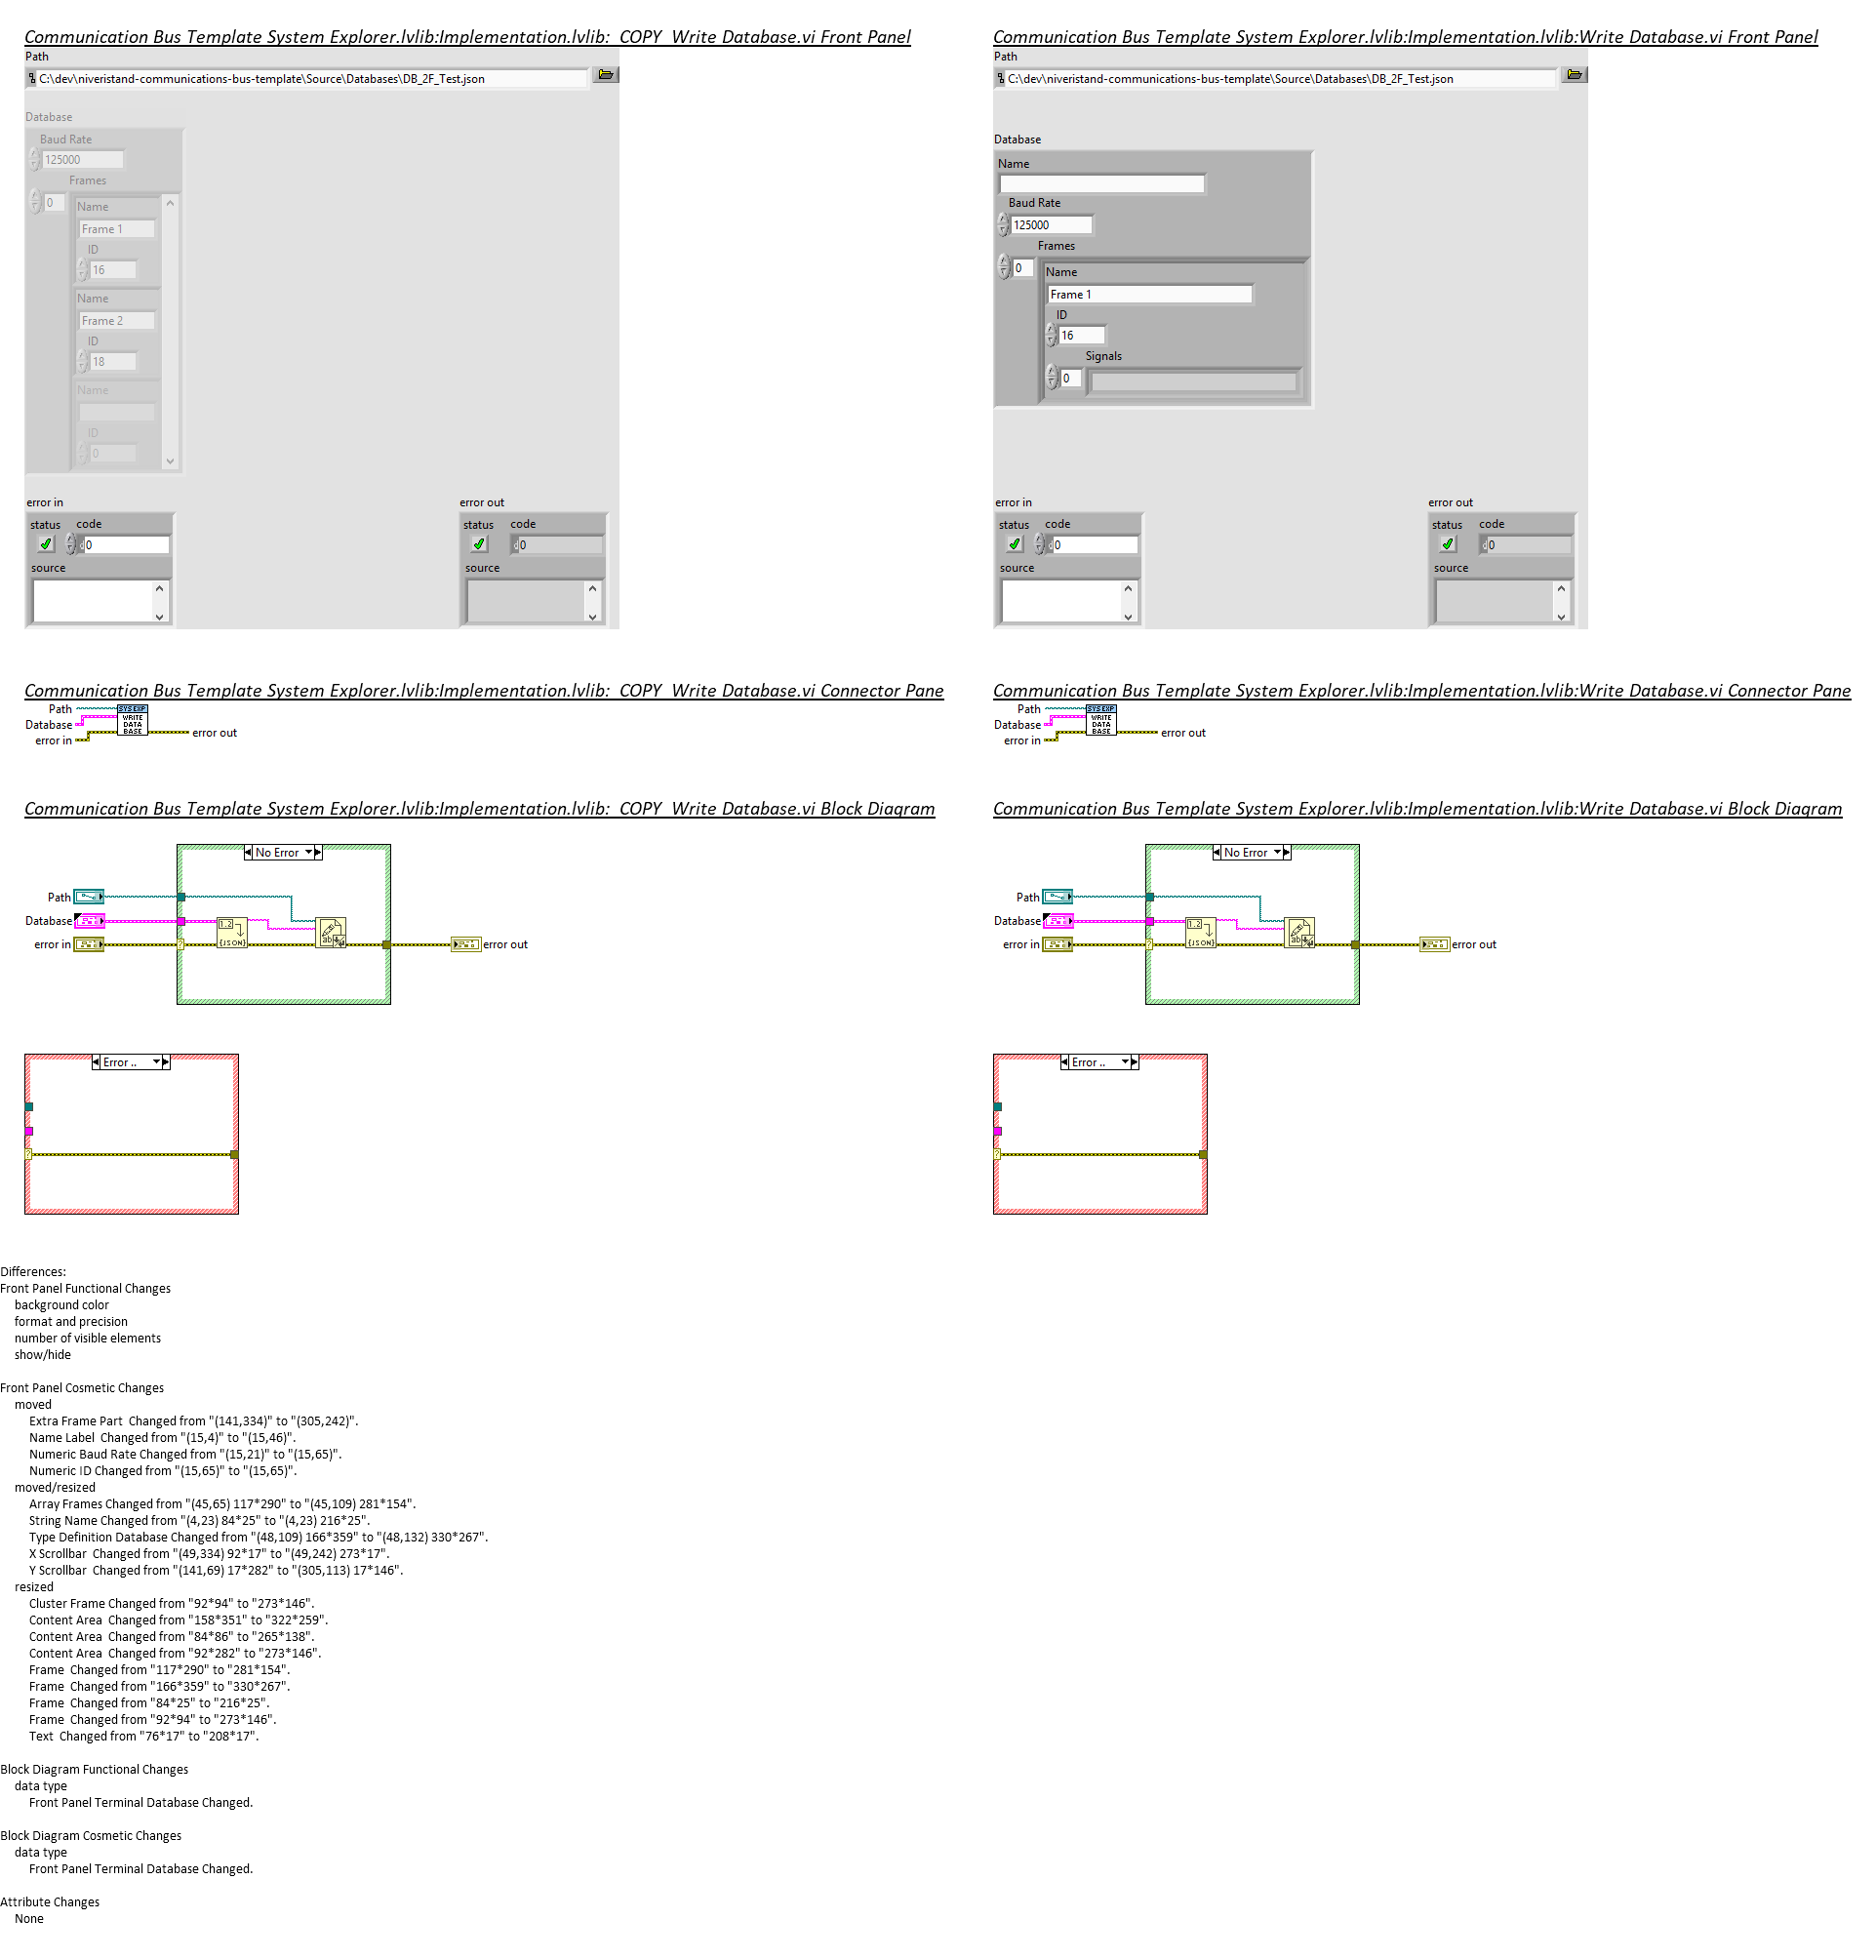 Communication Bus Template System Explorer.lvlib:Implementation.lvlib:_COPY_Write Database.vi Front Panel
Path
C:\dev\niveristand-communications-bus-template\Source\Databases\DB_2F_Test.json
Database
Baud Rate
125000
Frames
0
Name
Frame 1
ID
16
Name
Frame 2
ID
18
Name
ID
0
error in
status code
0
source
error out
status code
0
source
Communication Bus Template System Explorer.lvlib:Implementation.lvlib:Write Database.vi Front Panel
Path
C:\dev\niveristand-communications-bus-template\Source\Databases\DB_2F_Test.json
Database
Name
Baud Rate
125000
Frames
0
Name
Frame 1
ID
16
Signals
0
error in
status code
0
source
error out
status code
0
source
Communication Bus Template System Explorer.lvlib:Implementation.lvlib:_COPY_Write Database.vi Connector Pane
Path
Database
error in
SYS EXP
WRITE
DATA
BASE
error out
Communication Bus Template System Explorer.lvlib:Implementation.lvlib:Write Database.vi Connector Pane
Path
Database
error in
SYS EXP
WRITE
DATA
BASE
error out
Communication Bus Template System Explorer.lvlib:Implementation.lvlib:_COPY_Write Database.vi Block Diagram
No Error
Path
Database
error in
1.2
{JSON}
ab
error out
Error ..
Communication Bus Template System Explorer.lvlib:Implementation.lvlib:Write Database.vi Block Diagram
No Error
Path
Database
error in
1.2
{JSON}
ab
error out
Error ..
Differences:
Front Panel Functional Changes
background color
format and precision
number of visible elements
show/hide
Front Panel Cosmetic Changes
moved
Extra Frame Part  Changed from "(141,334)" to "(305,242)".
Name Label  Changed from "(15,4)" to "(15,46)".
Numeric Baud Rate Changed from "(15,21)" to "(15,65)".
Numeric ID Changed from "(15,65)" to "(15,65)".
moved/resized
Array Frames Changed from "(45,65) 117*290" to "(45,109) 281*154".
String Name Changed from "(4,23) 84*25" to "(4,23) 216*25".
Type Definition Database Changed from "(48,109) 166*359" to "(48,132) 330*267".
X Scrollbar  Changed from "(49,334) 92*17" to "(49,242) 273*17".
Y Scrollbar  Changed from "(141,69) 17*282" to "(305,113) 17*146".
resized
Cluster Frame Changed from "92*94" to "273*146".
Content Area  Changed from "158*351" to "322*259".
Content Area  Changed from "84*86" to "265*138".
Content Area  Changed from "92*282" to "273*146".
Frame  Changed from "117*290" to "281*154".
Frame  Changed from "166*359" to "330*267".
Frame  Changed from "84*25" to "216*25".
Frame  Changed from "92*94" to "273*146".
Text  Changed from "76*17" to "208*17".
Block Diagram Functional Changes
data type
Front Panel Terminal Database Changed.
Block Diagram Cosmetic Changes
data type
Front Panel Terminal Database Changed.
Attribute Changes
None